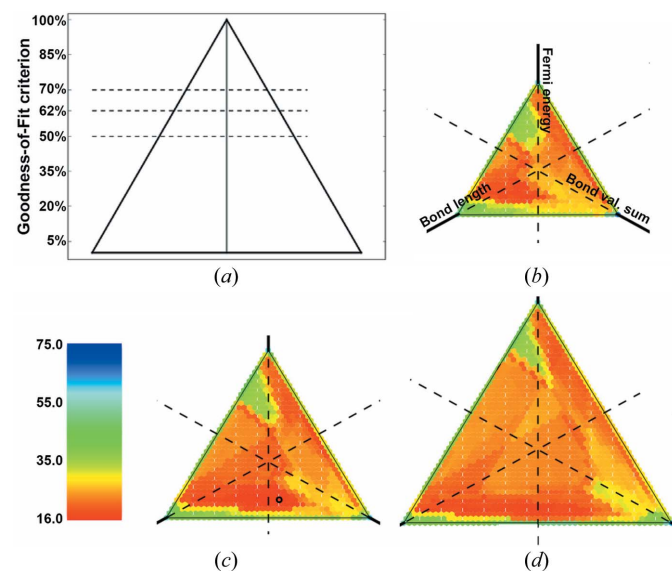 100%
85%
70%
62%
50%
35%
20%
5%
Goodness-of-Fit criterion
(a)
Fermi energy
Bond length
Bond val. sum
(b)
75.0
55.0
35.0
16.0
(c)
(d)